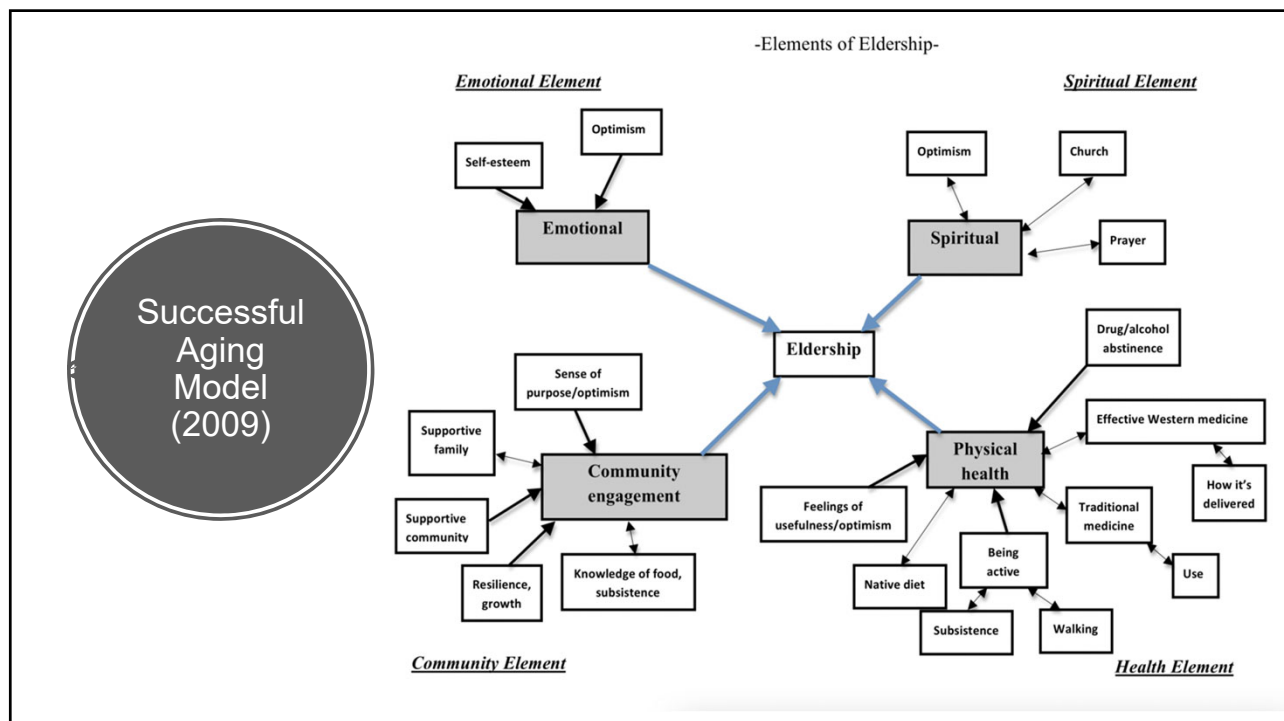 Successful
Aging
Model
(2009)
-Elements of Eldership-
Emotional Element
Spiritual Element
Optimism
Self-esteem
Emotional
Optimism
Church
Spiritual
Prayer
Eldership
Sense of
purpose/optimism
Supportive
family
Community
engagement
Supportive
community
Resilience,
growth
Knowledge of food,
subsistence
Drug/alcohol
abstinence
Effective Western medicine
Physical
health
How it's
delivered
Feelings of
usefulness/optimism
Traditional
medicine
Being
active
Native diet
Use
Subsistence
Walking
Community Element
Health Element